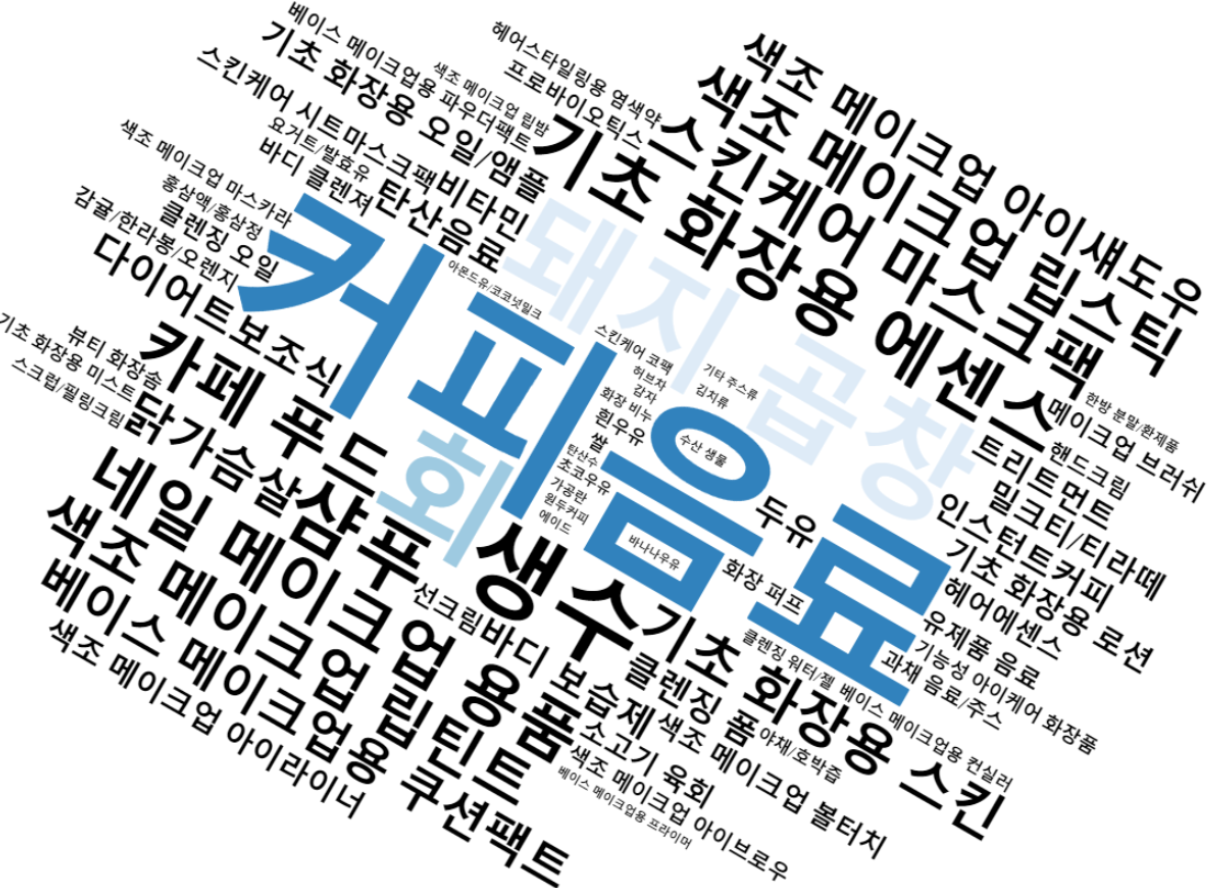 베이스 메이크업용 파우더팩트
기초 화장용 오일/앰플
스킨케어 시트마스크팩
색조 메이크업 립밤
헤어스타일링용 염색약
프로바이오틱스
요거트/발효유
바디 클렌져
비타민
탄산음료
색조 메이크업 마스카라
홍삼액/홍삼정
클렌징 오일
감귤/한라봉/오렌지
다이어트보조식
색조 메이크업 아이섀도우
색조 메이크업 립스틱
스킨케어 마스크팩
기초 화장용 에센스
돼지 곱창
커피음료
회
아몬드유/코코넛밀크
스킨케어 코팩
허브차
감자
화장 비누
흰우유
쌀
탄산수
초코우유
가공란
원두커피
에이드
기타 주스류
김치류
수산 생물
바나나우유
두유
화장 퍼프
한방 분말/환제품
메이크업 브러쉬
핸드크림
트리트먼트
밀크티/티라떼
인스턴트커피
기초 화장용 로션
헤어에센스
유제품 음료
기능성 아이케어 화장품
과채 음료/주스
클렌징 워터/젤
베이스 메이크업용 컨실러
기초 화장용 미스트
뷰티 화장솜
스크럽/필링크림
카페 푸드
닭가슴살
샴푸
생수
기초 화장용 스킨
네일 메이크업 용품
색조 메이크업 립틴트
베이스 메이크업용 쿠션팩트
색조 메이크업 아이라이너
선크림
바디 보습제
클렌징 폼
야채/호박즙
색조 메이크업 볼터치
소고기 육회
색조 메이크업 아이브로우
베이스 메이크업용 프라이머